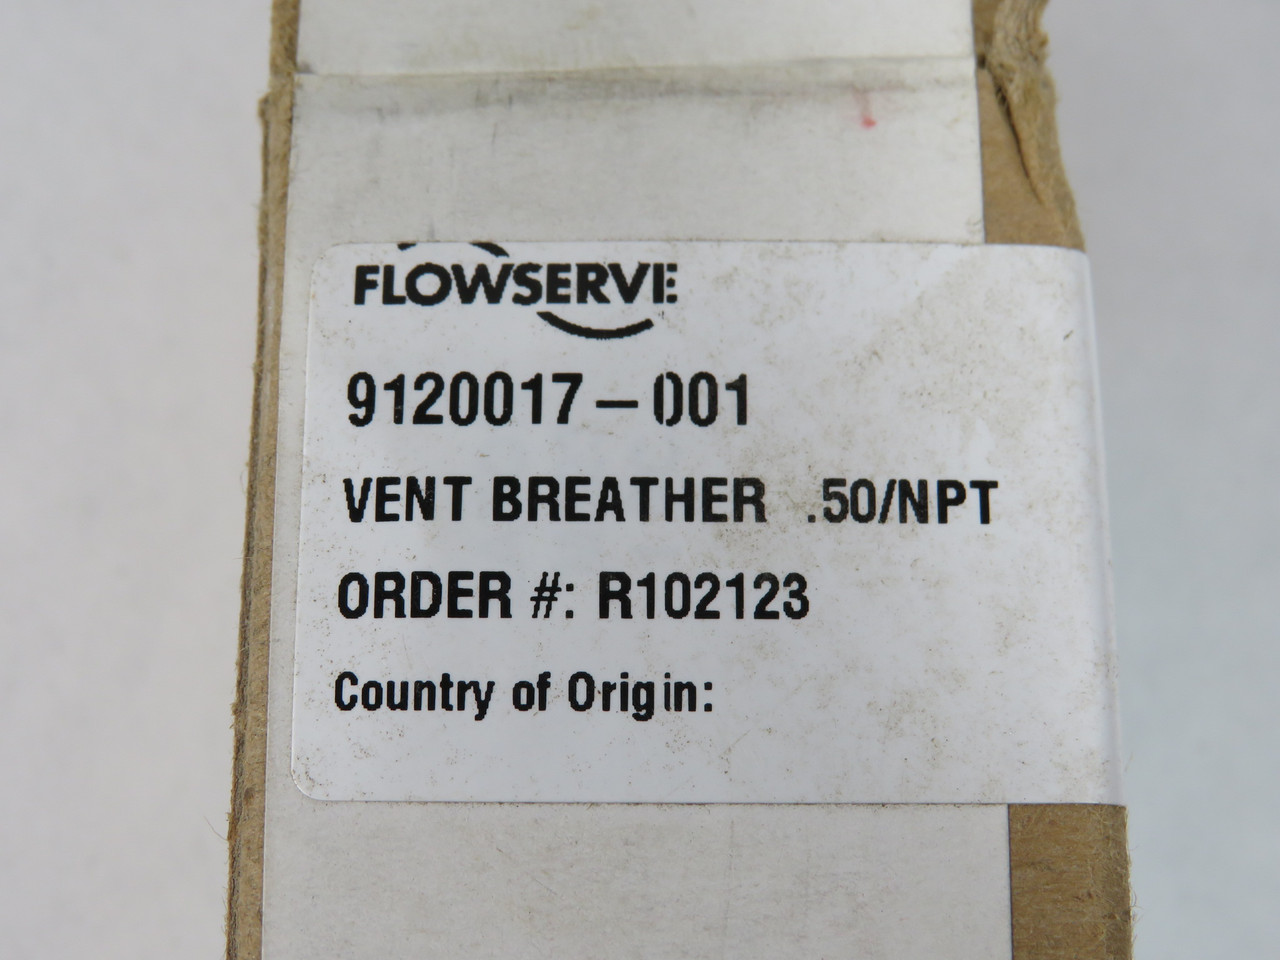 FLOWSERVE
9120017-001
VENT BREATHER .50/NPT
ORDER #: R102123
Country of Origin: